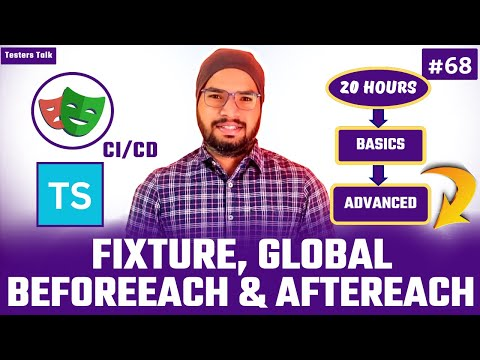 Testers Talk
#68
20 HOURS
CI/CD
BASICS
TS
ADVANCED
FIXTURE, GLOBAL
BEFOREEACH & AFTEREACH